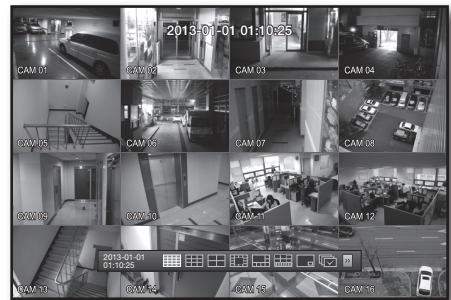 2013-01-01 01:10:25
CAM 01
CAM 02
CAM 03
CAM 04
CAM 05
CAM 06
CAM 07
CAM 08
CAM 09
CAM 10
CAM 11
CAM 12
2013-01-01
01:10:25
CAM 13
CAM 14
CAM 15
CAM 16